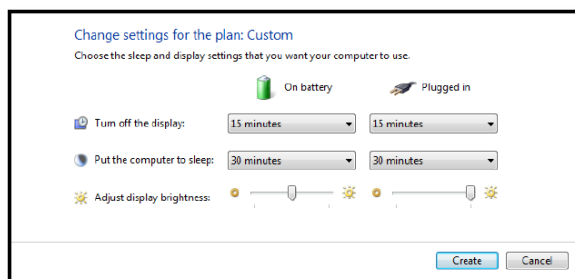 Change settings for the plan: Custom
Choose the sleep and display settings that you want your computer to use.
On battery Plugged in
Turn off the display: 15 minutes 15 minutes
Put the computer to sleep: 30 minutes 30 minutes
Adjust display brightness:
Create Cancel